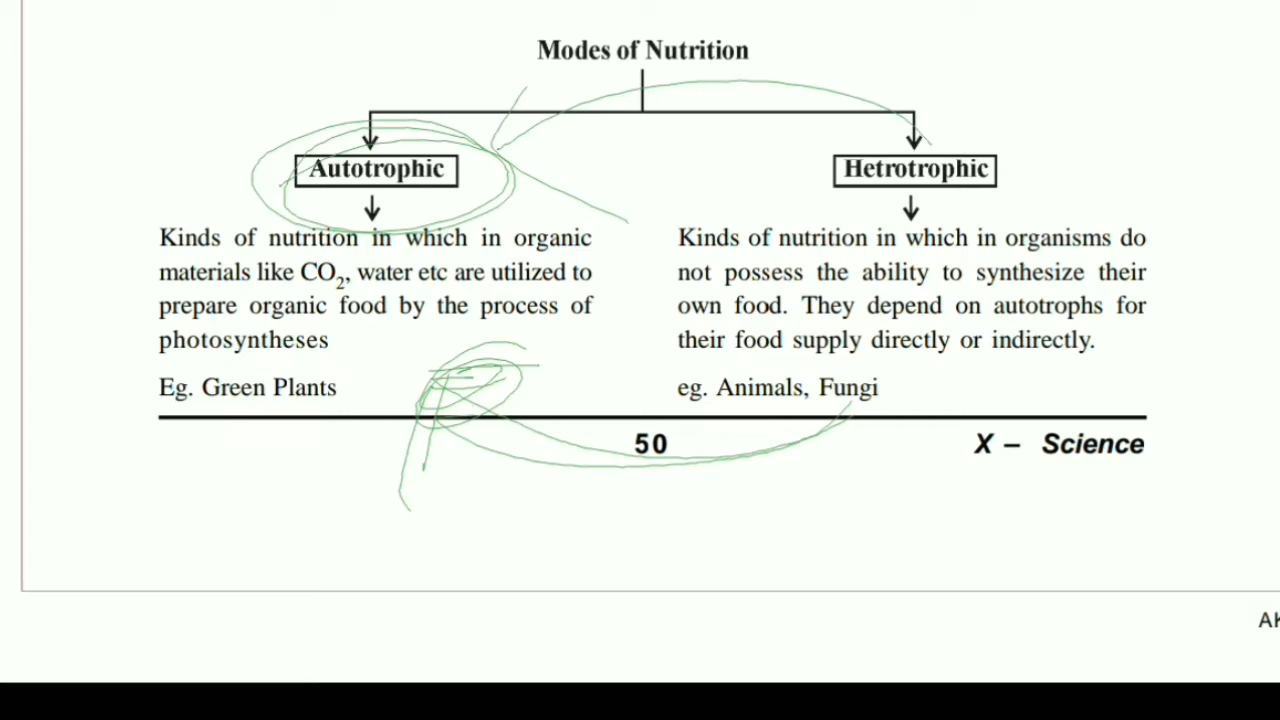 Modes of Nutrition
Autotrophic
Hetrotrophic
Kinds of nutrition in which in organic
materials like CO2, water etc are utilized to
prepare organic food by the process of
photosyntheses
Eg. Green Plants
Kinds of nutrition in which in organisms do
not possess the ability to synthesize their
own food. They depend on autotrophs for
their food supply directly or indirectly.
eg. Animals, Fungi
50
X – Science